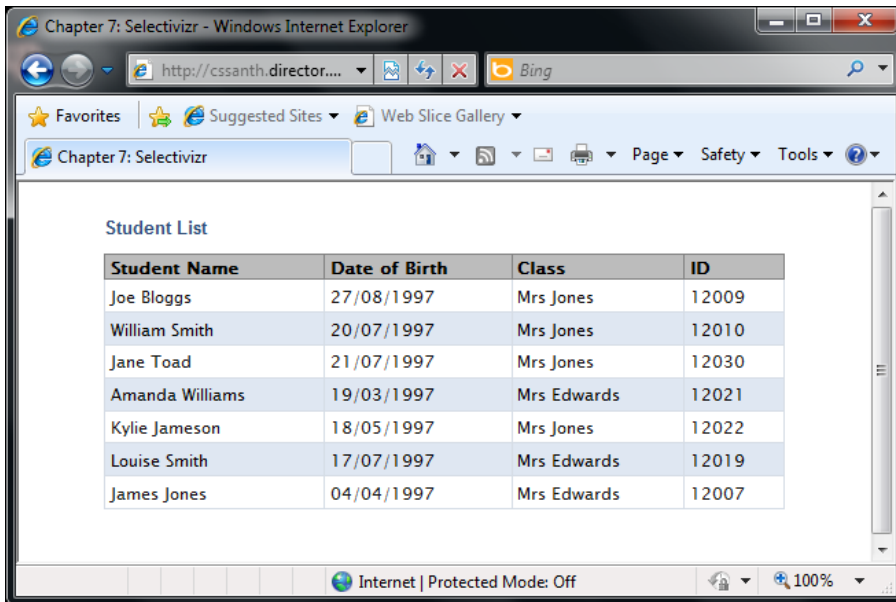 Chapter 7: Selectivizr - Windows Internet Explorer
http://cssanth.director.... Bing
Favorites Suggested Sites Web Slice Gallery
Chapter 7: Selectivizr Page Safety Tools
Student List
Student Name Date of Birth Class ID
Joe Bloggs 27/08/1997 Mrs Jones 12009
William Smith 20/07/1997 Mrs Jones 12010
Jane Toad 21/07/1997 Mrs Jones 12030
Amanda Williams 19/03/1997 Mrs Edwards 12021
Kylie Jameson 18/05/1997 Mrs Jones 12022
Louise Smith 17/07/1997 Mrs Edwards 12019
James Jones 04/04/1997 Mrs Edwards 12007
Internet | Protected Mode: Off 100%